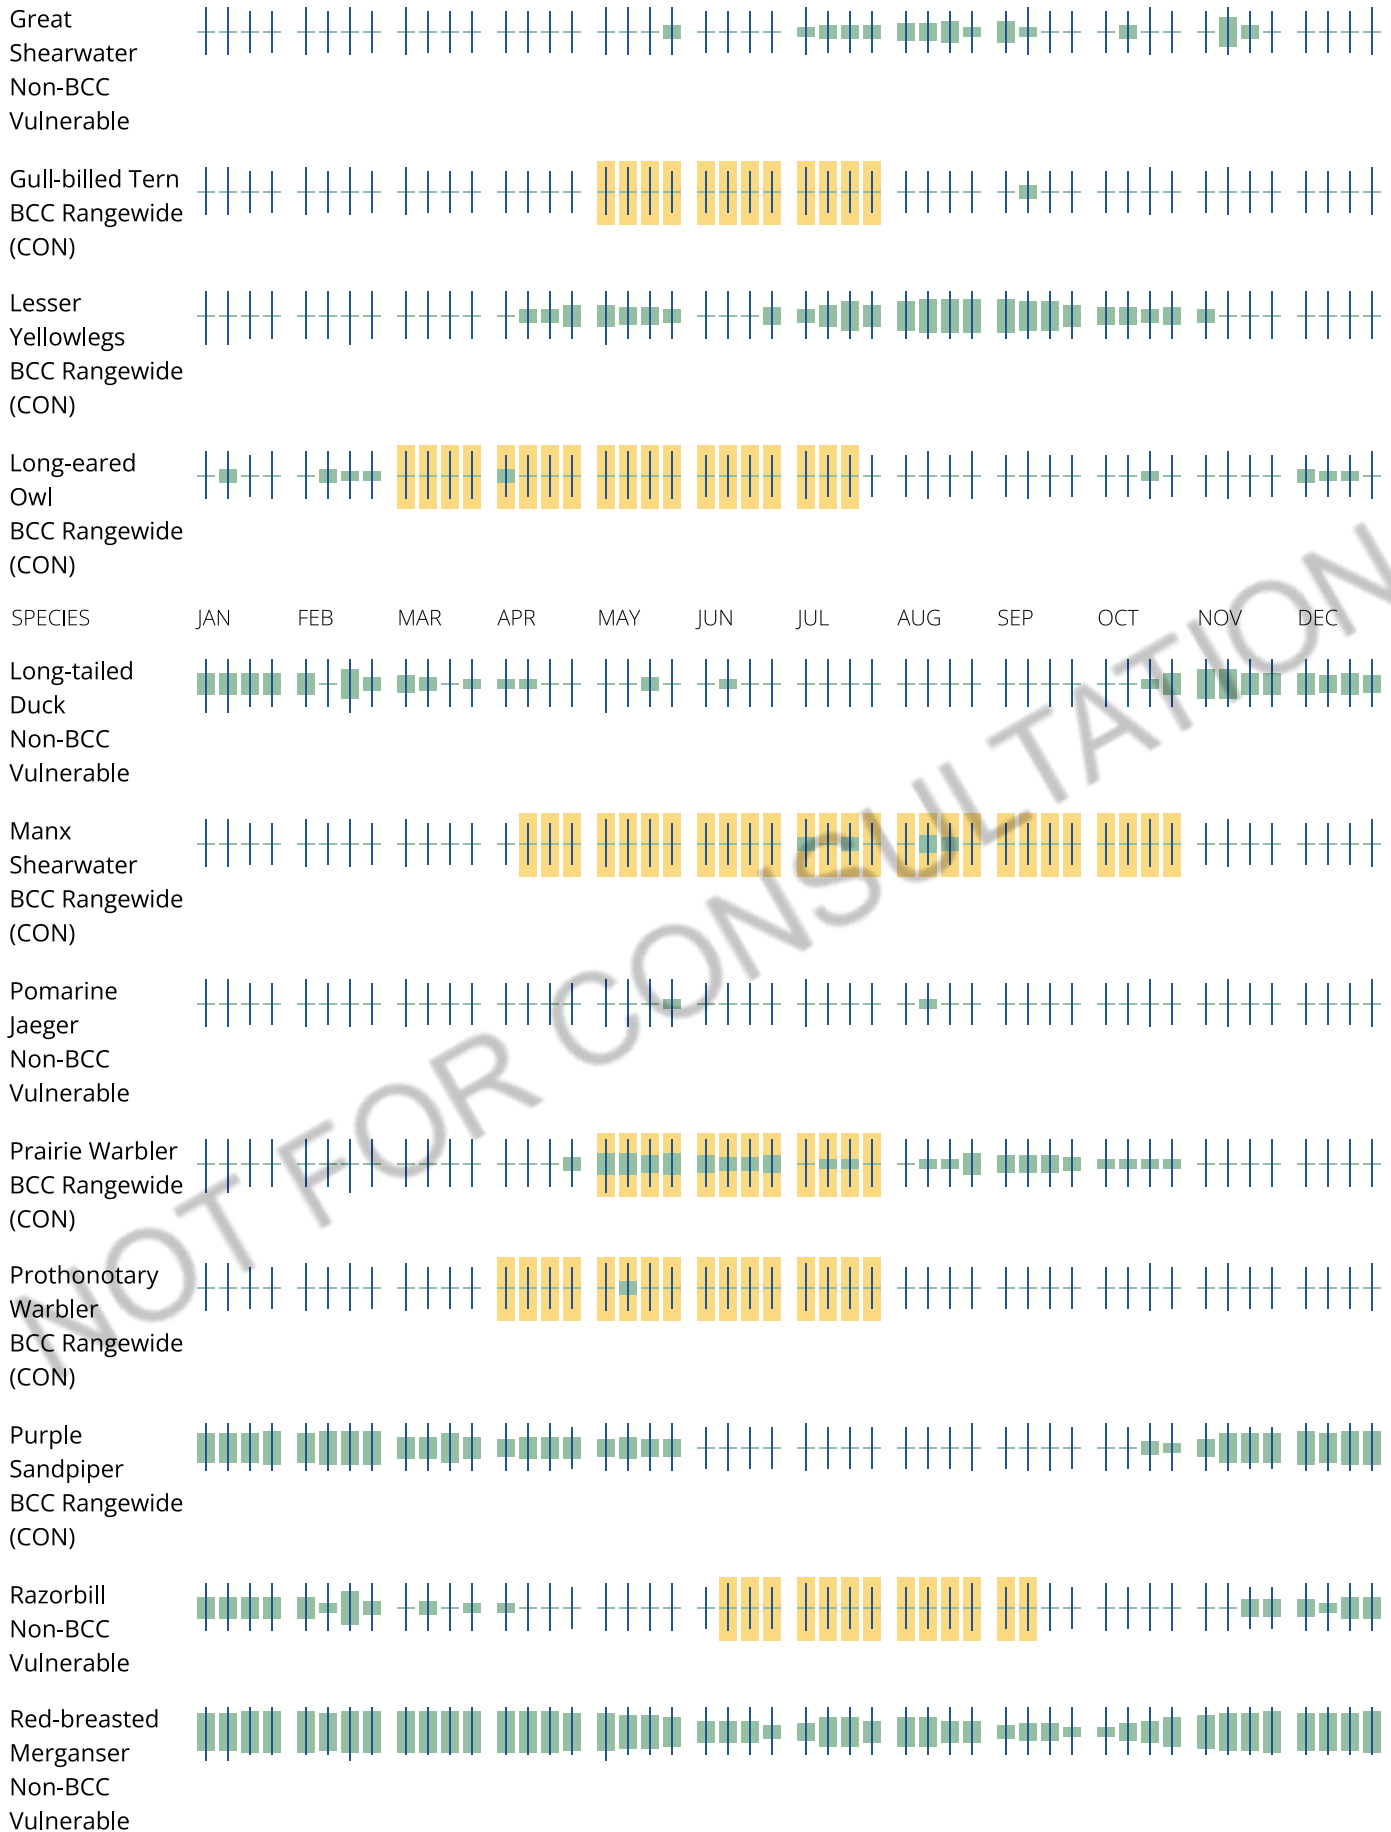 Great
Shearwater
Non-BCC
Vulnerable
Gull-billed Tern
BCC Rangewide
(CON)
Lesser
Yellowlegs
BCC Rangewide
(CON)
Long-eared
Owl
BCC Rangewide
(CON)
SPECIES JAN FEB MAR APR MAY JUN JUL AUG SEP OCT NOV DEC
Long-tailed
Duck
Non-BCC
Vulnerable
Manx
Shearwater
BCC Rangewide
(CON)
Pomarine
Jaeger
Non-BCC
Vulnerable
Prairie Warbler
BCC Rangewide
(CON)
Prothonotary
Warbler
BCC Rangewide
(CON)
Purple
Sandpiper
BCC Rangewide
(CON)
Razorbill
Non-BCC
Vulnerable
Red-breasted
Merganser
Non-BCC
Vulnerable
NOT FOR CONSULTATION